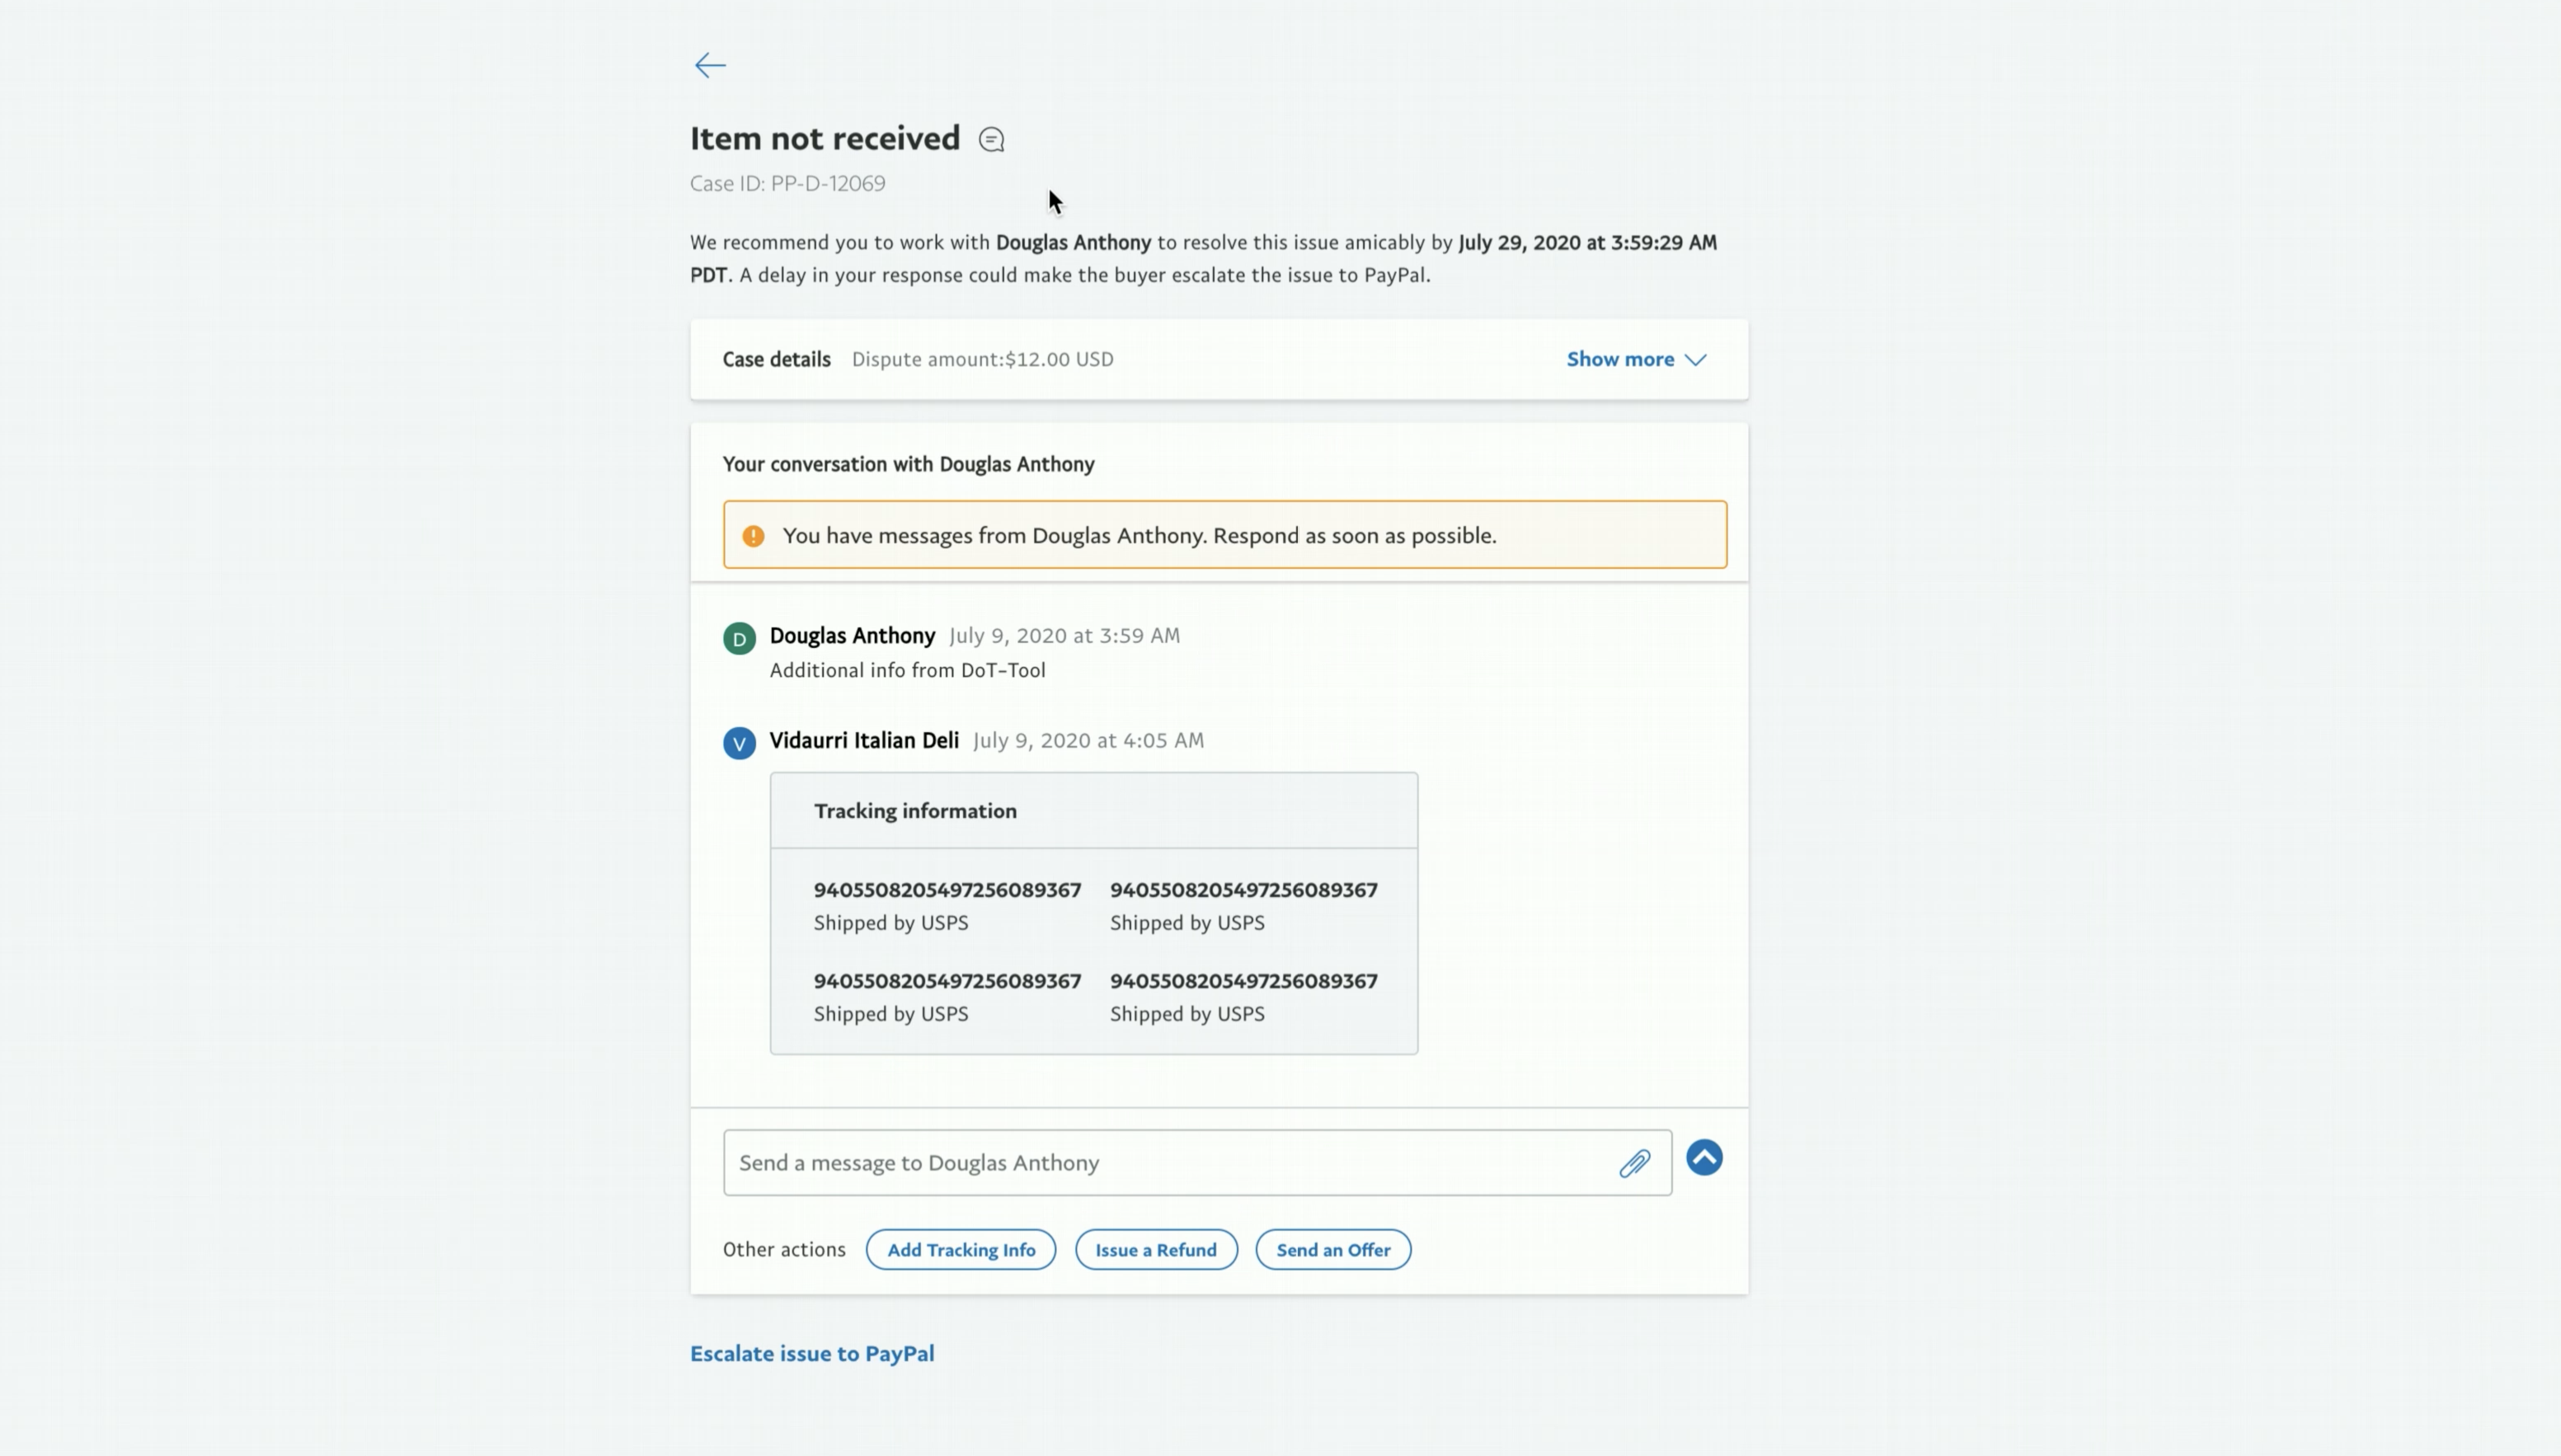 Item not received
Case ID: PP-D-12069
We recommend you to work with Douglas Anthony to resolve this issue amicably by July 29, 2020 at 3:59:29 AM
PDT. A delay in your response could make the buyer escalate the issue to PayPal.
Case details Dispute amount:$12.00 USD Show more
Your conversation with Douglas Anthony
You have messages from Douglas Anthony. Respond as soon as possible.
D Douglas Anthony July 9, 2020 at 3:59 AM
Additional info from DoT-Tool
V Vidaurri Italian Deli July 9, 2020 at 4:05 AM
Tracking information
9405508205497256089367 9405508205497256089367
Shipped by USPS Shipped by USPS
9405508205497256089367 9405508205497256089367
Shipped by USPS Shipped by USPS
Send a message to Douglas Anthony
Other actions Add Tracking Info Issue a Refund Send an Offer
Escalate issue to PayPal